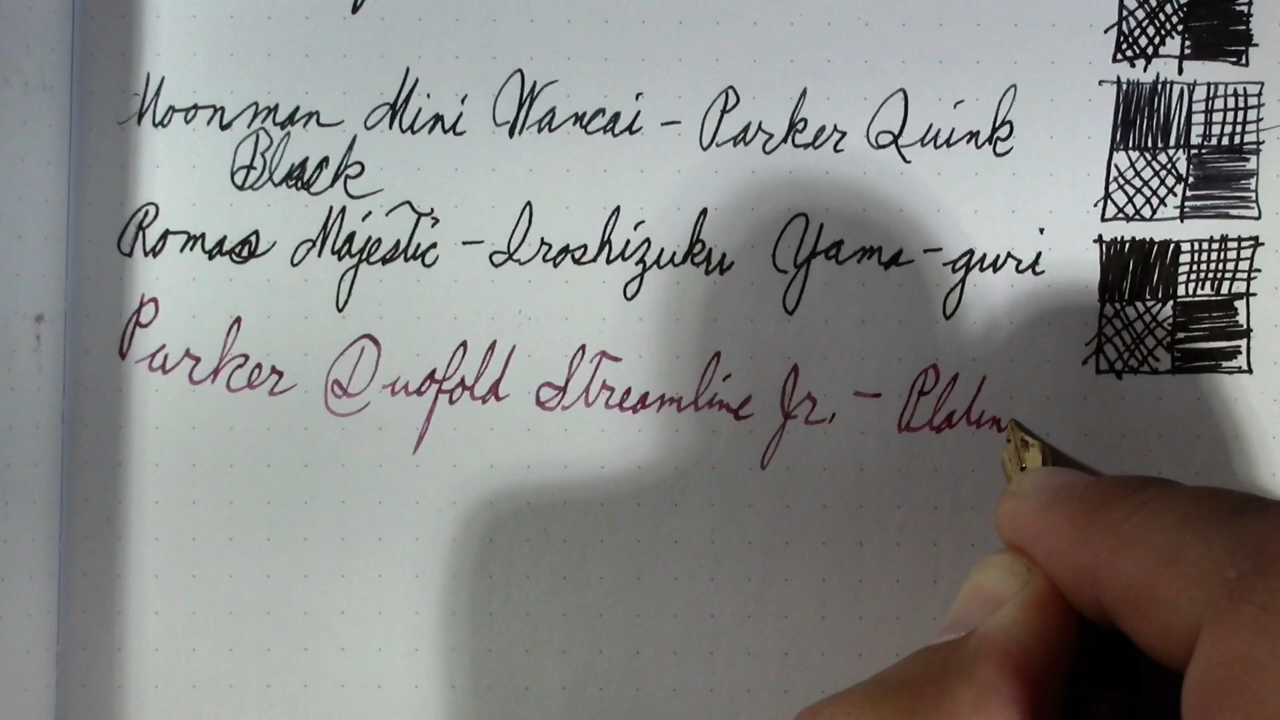 Moonman Mini Wancai - Parker Quink
Black
Romas Majestic - Iroshizuku Yama-guri
Parker Duofold Streamline Jr. - Platin